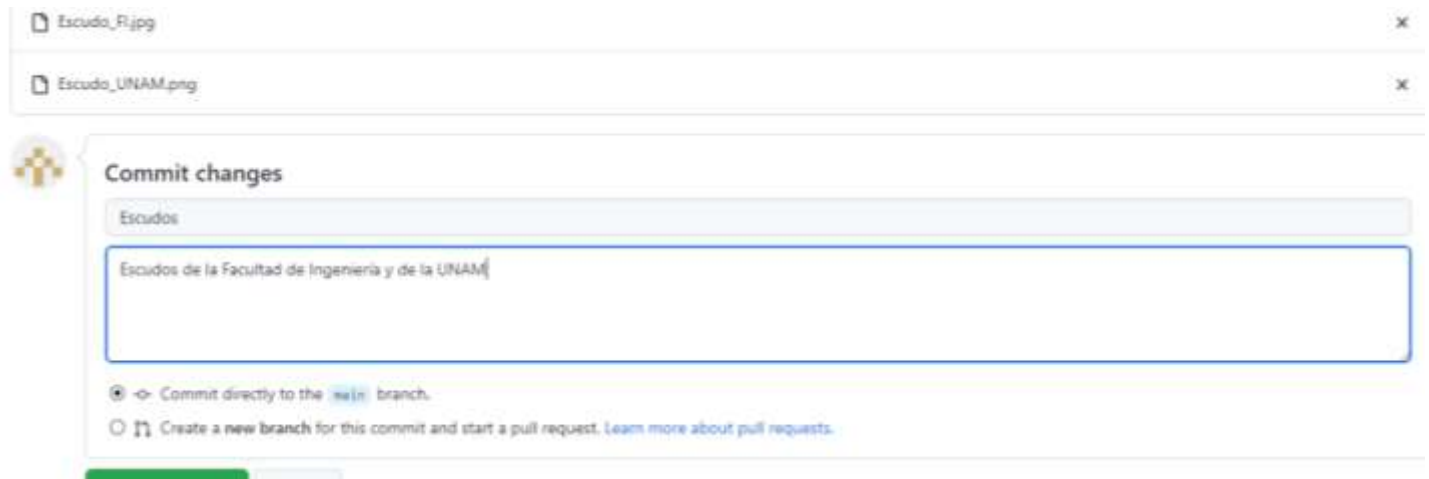 Escudo_FI.jpg
Escudo_UNAM.png
Commit changes
Escudos
Escudos de la Facultad de Ingeniería y de la UNAM
Commit directly to the main branch.
Create a new branch for this commit and start a pull request. Learn more about pull requests.